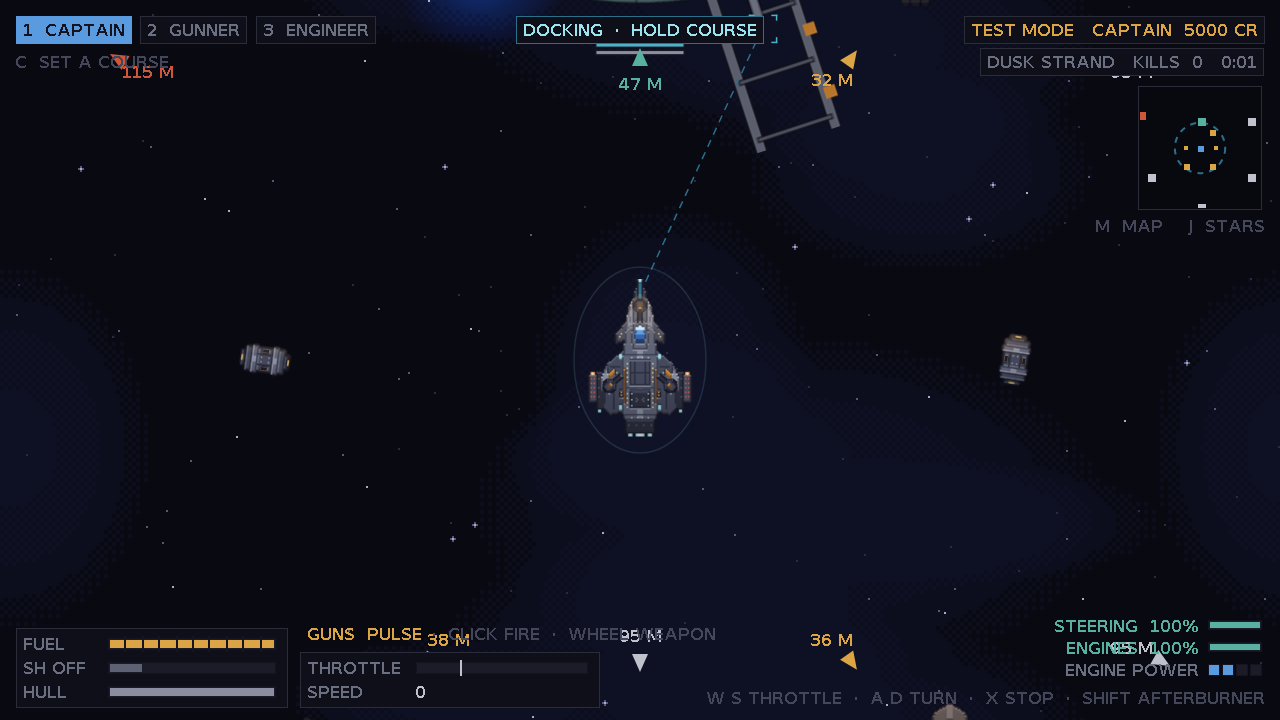 1 CAPTAIN
2 GUNNER
3 ENGINEER
DOCKING · HOLD COURSE
TEST MODE CAPTAIN 5000 CR
C SET A COURSE
115 M
47 M
32 M
DUSK STRAND KILLS 0 0:01
M MAP J STARS
FUEL
SH OFF
HULL
GUNS PULSE
CLICK FIRE · WHEEL WEAPON
38 M
95 M
36 M
THROTTLE
SPEED 0
STEERING 100%
ENGINES 100%
95 M
ENGINE POWER
W S THROTTLE · A D TURN · X STOP · SHIFT AFTERBURNER